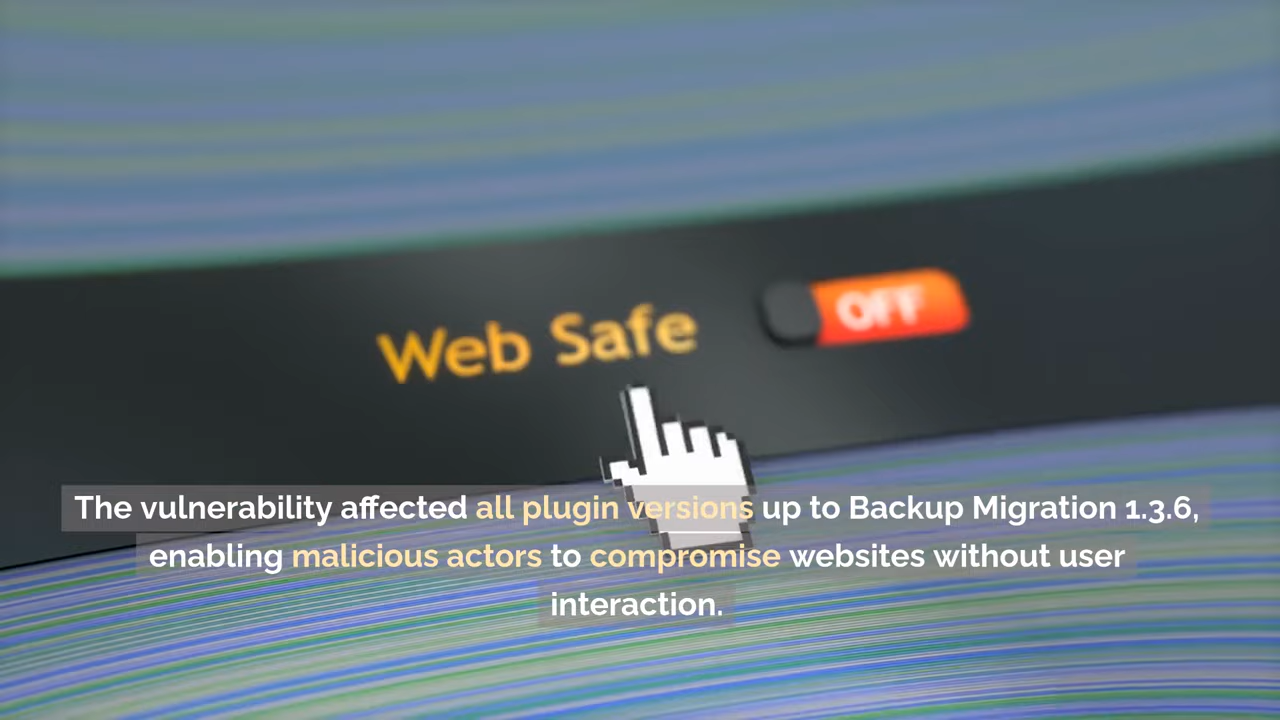 Web Safe OFF
The vulnerability affected all plugin versions up to Backup Migration 1.3.6,
enabling malicious actors to compromise websites without user
interaction.